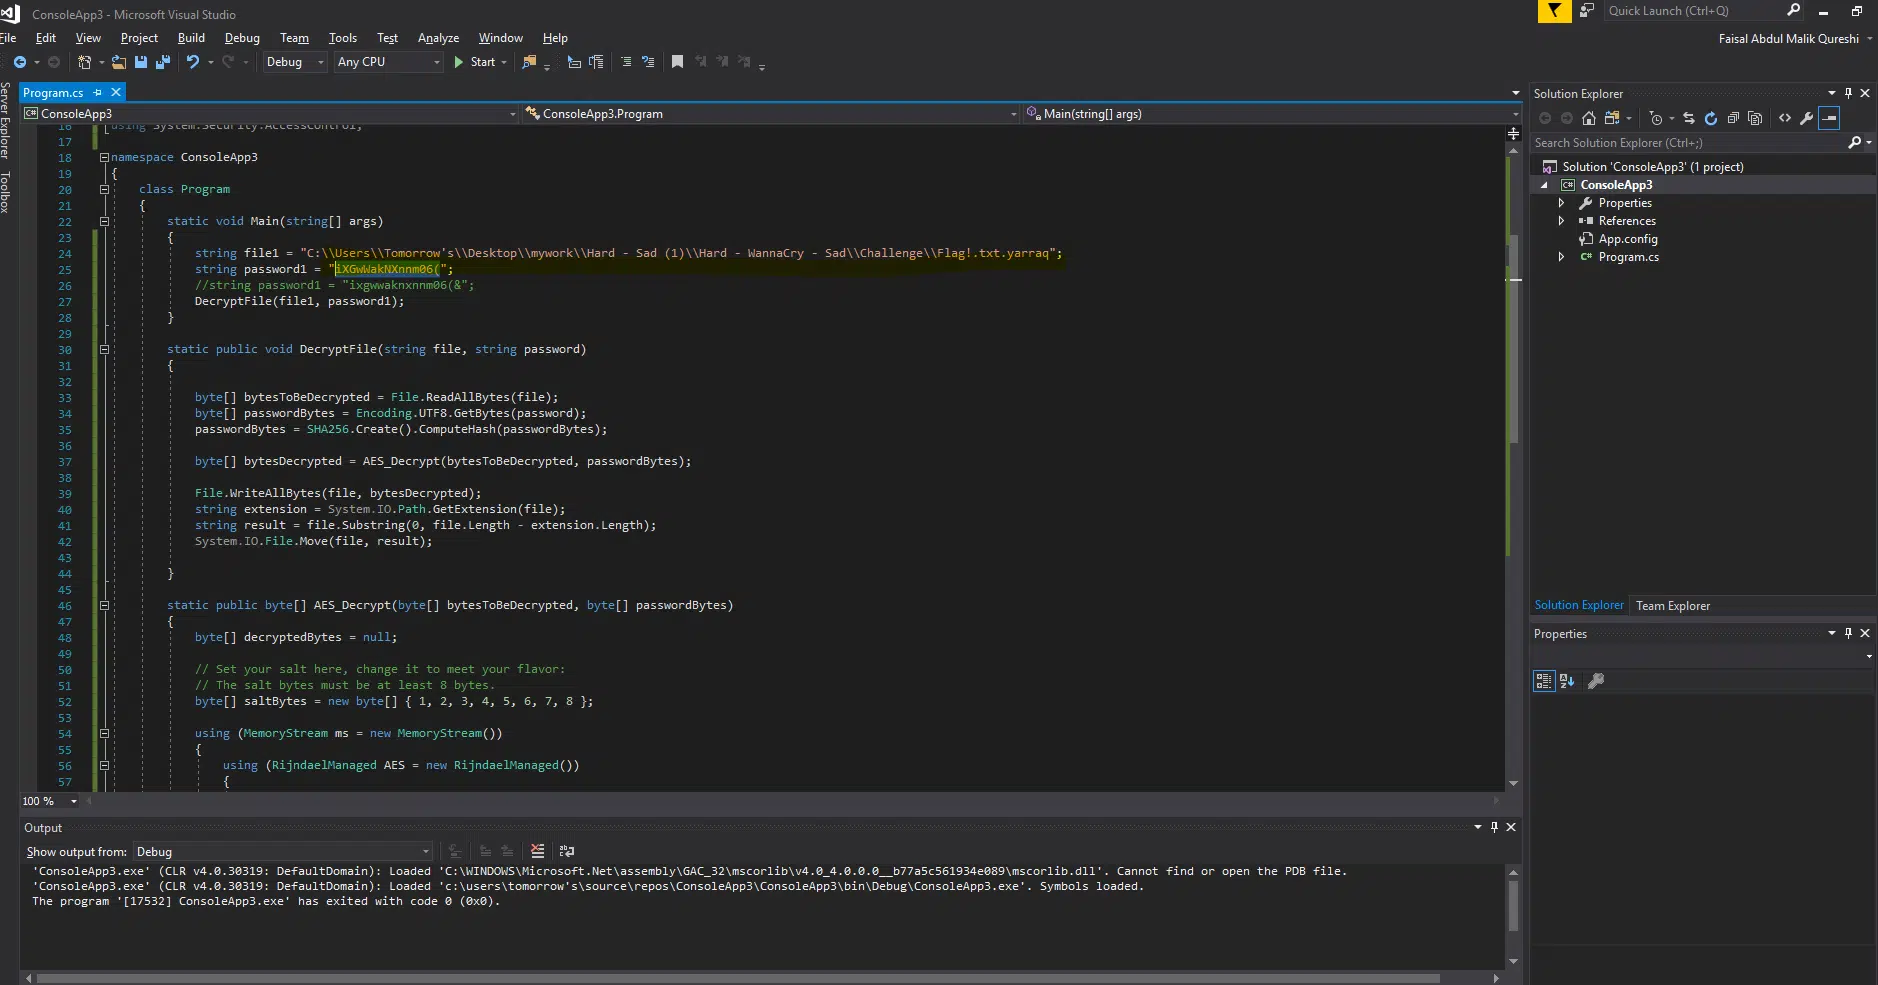 ConsoleApp3 - Microsoft Visual Studio
Quick Launch (Ctrl+Q)
File Edit View Project Build Debug Team Tools Test Analyze Window Help
Faisal Abdul Malik Qureshi
Debug Any CPU Start
Server Explorer
Toolbox
Program.cs
ConsoleApp3 ConsoleApp3.Program Main(string[] args)
16 using System.Security.AccessControl;
17
18 namespace ConsoleApp3
19 {
20 class Program
21 {
22 static void Main(string[] args)
23 {
24 string file1 = "C:\\Users\\Tomorrow's\\Desktop\\mywork\\Hard - Sad (1)\\Hard - WannaCry - Sad\\Challenge\\Flag!.txt.yarraq";
25 string password1 = "iXGwWakNXnnm06(";
26 //string password1 = "ixgwwaknxnnm06(&";
27 DecryptFile(file1, password1);
28 }
29
30 static public void DecryptFile(string file, string password)
31 {
32
33 byte[] bytesToBeDecrypted = File.ReadAllBytes(file);
34 byte[] passwordBytes = Encoding.UTF8.GetBytes(password);
35 passwordBytes = SHA256.Create().ComputeHash(passwordBytes);
36
37 byte[] bytesDecrypted = AES_Decrypt(bytesToBeDecrypted, passwordBytes);
38
39 File.WriteAllBytes(file, bytesDecrypted);
40 string extension = System.IO.Path.GetExtension(file);
41 string result = file.Substring(0, file.Length - extension.Length);
42 System.IO.File.Move(file, result);
43
44 }
45
46 static public byte[] AES_Decrypt(byte[] bytesToBeDecrypted, byte[] passwordBytes)
47 {
48 byte[] decryptedBytes = null;
49
50 // Set your salt here, change it to meet your flavor:
51 // The salt bytes must be at least 8 bytes.
52 byte[] saltBytes = new byte[] { 1, 2, 3, 4, 5, 6, 7, 8 };
53
54 using (MemoryStream ms = new MemoryStream())
55 {
56 using (RijndaelManaged AES = new RijndaelManaged())
57 {
100 %
Output
Show output from: Debug
'ConsoleApp3.exe' (CLR v4.0.30319: DefaultDomain): Loaded 'C:\WINDOWS\Microsoft.Net\assembly\GAC_32\mscorlib\v4.0_4.0.0.0__b77a5c561934e089\mscorlib.dll'. Cannot find or open the PDB file.
'ConsoleApp3.exe' (CLR v4.0.30319: DefaultDomain): Loaded 'c:\users\tomorrow's\source\repos\ConsoleApp3\ConsoleApp3\bin\Debug\ConsoleApp3.exe'. Symbols loaded.
The program '[17532] ConsoleApp3.exe' has exited with code 0 (0x0).
Solution Explorer
Search Solution Explorer (Ctrl+;)
Solution 'ConsoleApp3' (1 project)
C# ConsoleApp3
Properties
References
App.config
C# Program.cs
Solution Explorer Team Explorer
Properties